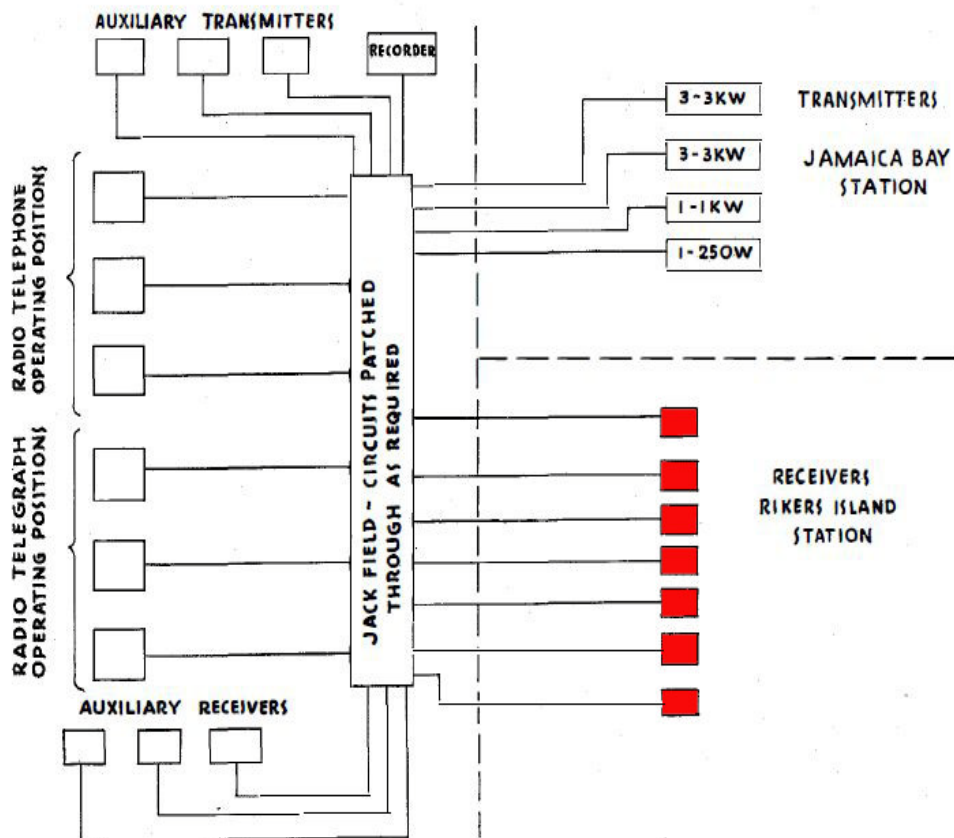 AUXILIARY TRANSMITTERS
RECORDER
3-3KW
TRANSMITTERS
3-3KW
JAMAICA BAY
STATION
1-1KW
1-250W
RADIO TELEPHONE
OPERATING POSITIONS
JACK FIELD - CIRCUITS PATCHED
THROUGH AS REQUIRED
RADIO TELEGRAPH
OPERATING POSITIONS
RECEIVERS
RIKERS ISLAND
STATION
AUXILIARY RECEIVERS